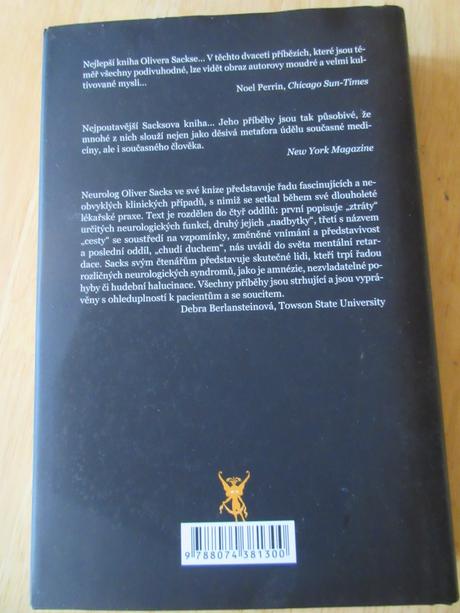 Nejlepší kniha Olivera Sackse... V těchto dvaceti příbězích, které jsou té-
měř všechny podivuhodné, lze vidět obraz autorovy moudré a velmi kul-
tivované mysli...
Noel Perrin, Chicago Sun-Times
Nejpoutavější Sacksova kniha... Jeho příběhy jsou tak působivé, že
mnohé z nich slouží nejen jako děsivá metafora údělu současné medi-
cíny, ale i současného člověka.
New York Magazine
Neurolog Oliver Sacks ve své knize představuje řadu fascinujících a ne-
obvyklých klinických případů, s nimiž se setkal během své dlouholeté
lékařské praxe. Text je rozdělen do čtyř oddílů: první popisuje „ztráty“
určitých neurologických funkcí, druhý jejich „nadbytky“, třetí s názvem
„cesty“ se soustředí na vzpomínky, změněné vnímání a představivost
a poslední oddíl, „chudí duchem“, nás uvádí do světa mentální retar-
dace. Sacks svým čtenářům představuje skutečné lidi, kteří trpí řadou
rozličných neurologických syndromů, jako je amnézie, nezvladatelné po-
hyby či hudební halucinace. Všechny příběhy jsou strhující a jsou vyprá-
věny s ohleduplností k pacientům a se soucitem.
Debra Berlansteinová, Towson State University
9 788074 381300